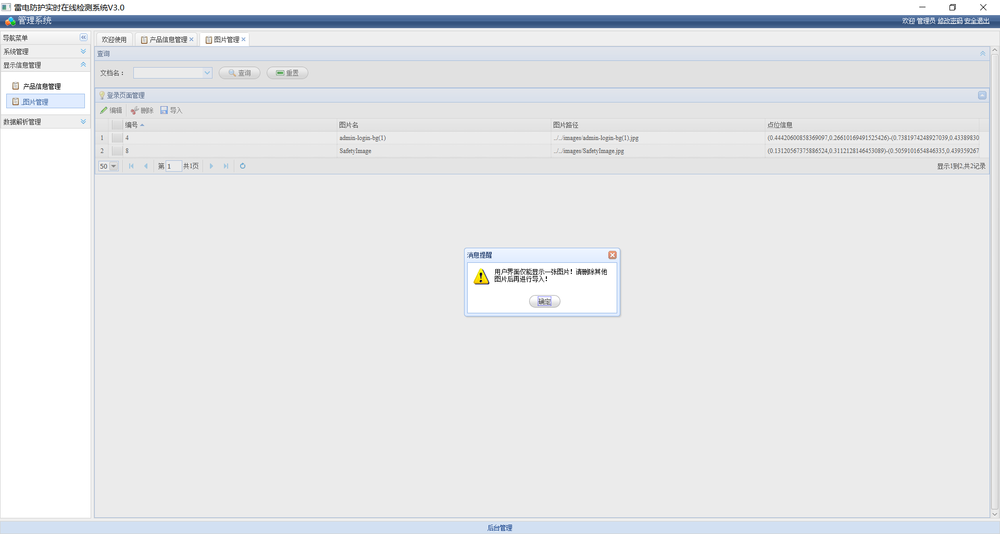 雷电防护实时在线检测系统V3.0
管理系统
欢迎 管理员 修改密码 安全退出
导航菜单
系统管理
显示信息管理
产品信息管理
图片管理
数据解析管理
欢迎使用
产品信息管理
图片管理
查询
文档名：
查询
重置
登录页面管理
编辑 删除 导入
编号 图片名 图片路径 点位信息
1 4 admin-login-bg(1) ../../images/admin-login-bg(1).jpg (0.44420600858369097,0.26610169491525426)-(0.7381974248927039,0.43389830
2 8 SafetyImage ../../images/SafetyImage.jpg (0.13120567375886524,0.3112128146453089)-(0.5059101654846335,0.439359267
50 第 1 共1页 显示1到2,共2记录
消息提醒
用户界面仅能显示一张图片！请删除其他
图片后再进行导入！
确定
后台管理